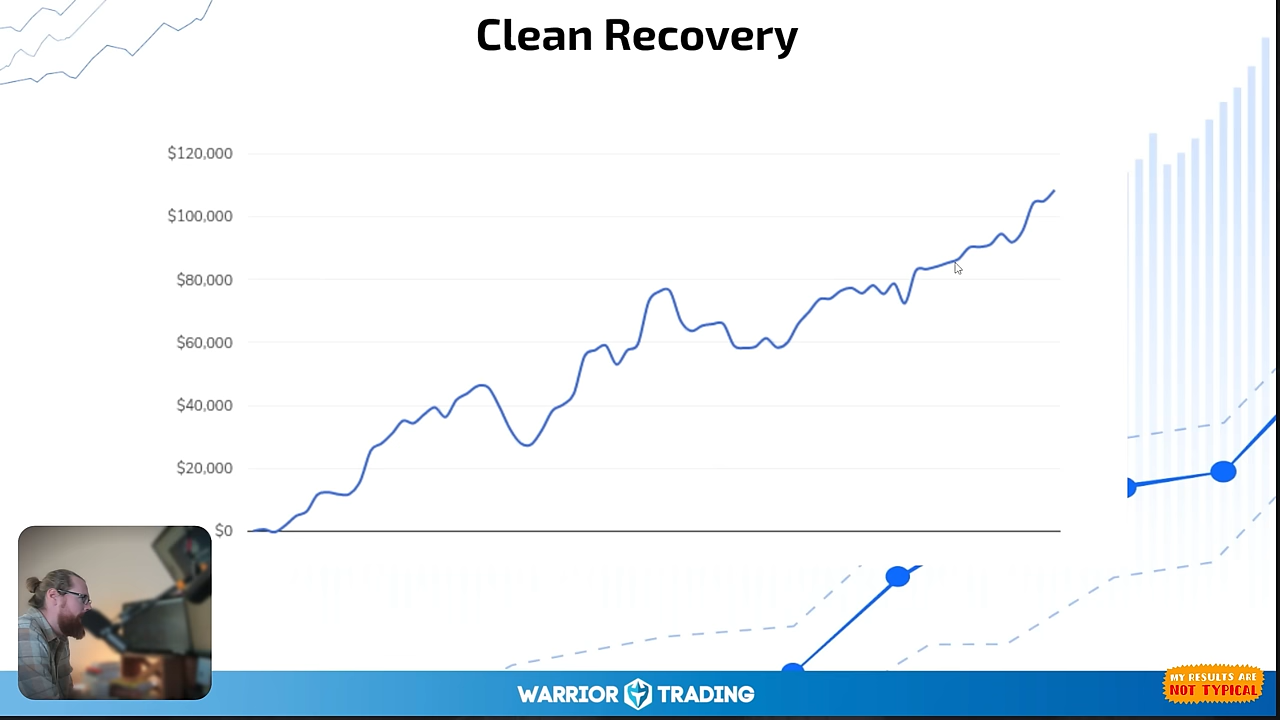 Clean Recovery
$120,000
$100,000
$80,000
$60,000
$40,000
$20,000
$0
WARRIOR TRADING
MY RESULTS ARE
NOT TYPICAL